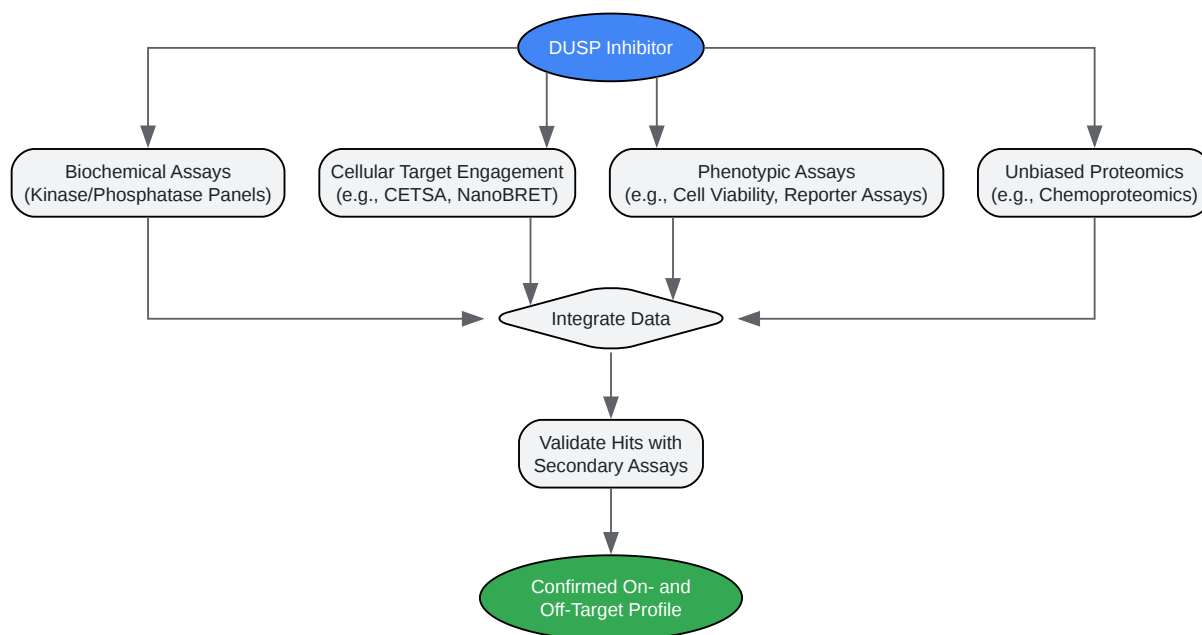 DUSP Inhibitor
Biochemical Assays
(Kinase/Phosphatase Panels)
Cellular Target Engagement
(e.g., CETSA, NanoBRET)
Phenotypic Assays
(e.g., Cell Viability, Reporter Assays)
Unbiased Proteomics
(e.g., Chemoproteomics)
Integrate Data
Validate Hits with
Secondary Assays
Confirmed On- and
Off-Target Profile